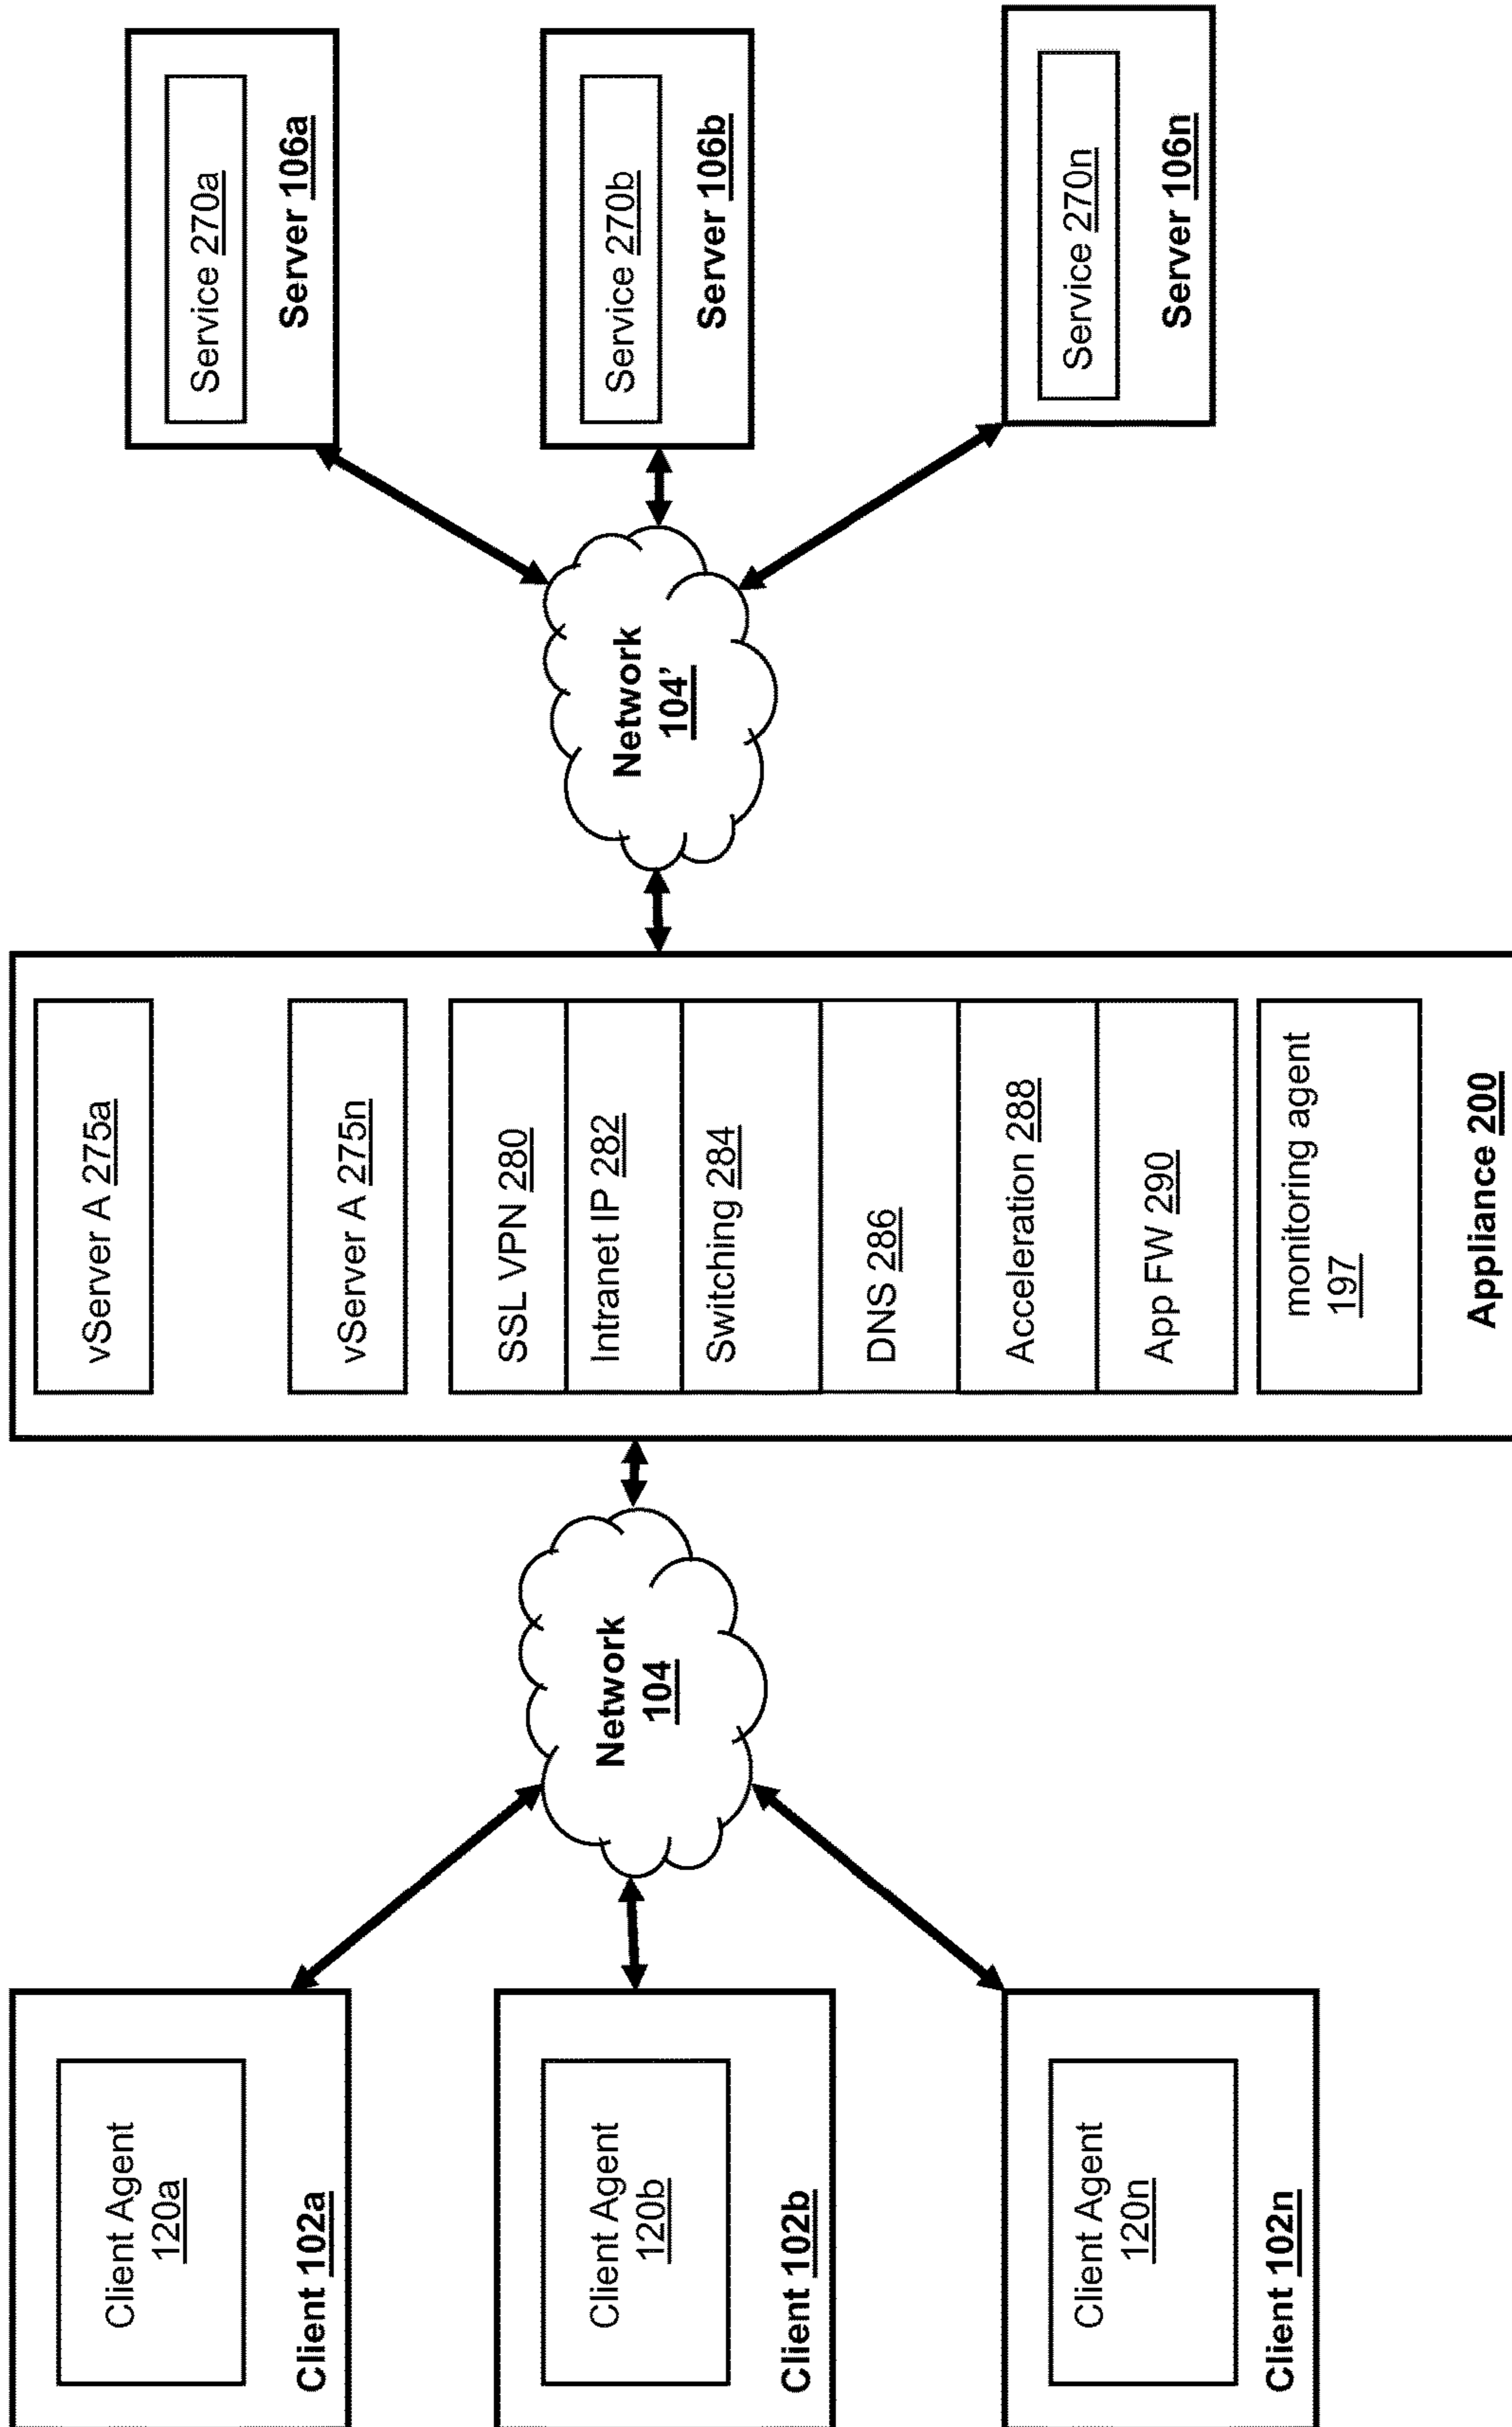 Client Agent
120a
Client 102a
Client Agent
120b
Client 102b
Client Agent
120n
Client 102n
Network
104
vServer A 275a
vServer A 275n
SSL VPN 280
Intranet IP 282
Switching 284
DNS 286
Acceleration 288
App FW 290
monitoring agent
197
Appliance 200
Network
104’
Service 270a
Server 106a
Service 270b
Server 106b
Service 270n
Server 106n